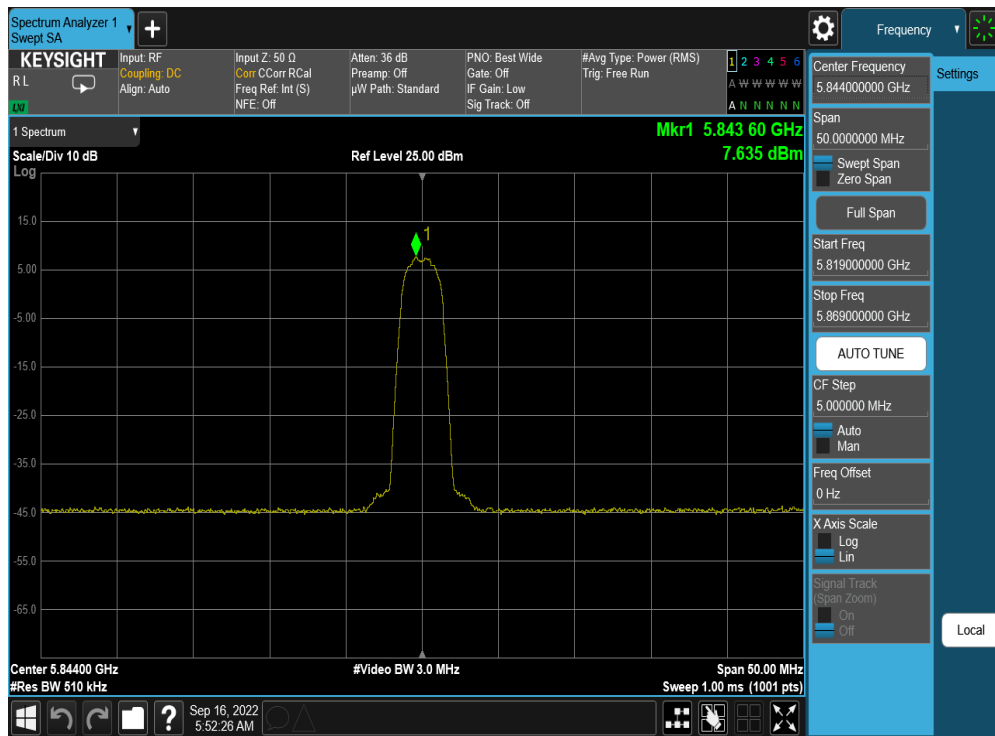 Spectrum Analyzer 1
Swept SA
Frequency
KEYSIGHT
R L
LXI
Input: RF
Coupling: DC
Align: Auto
Input Z: 50 Ω
Corr CCorr RCal
Freq Ref: Int (S)
NFE: Off
Atten: 36 dB
Preamp: Off
µW Path: Standard
PNO: Best Wide
Gate: Off
IF Gain: Low
Sig Track: Off
#Avg Type: Power (RMS)
Trig: Free Run
1 2 3 4 5 6
A W W W W W
A N N N N N
1 Spectrum
Scale/Div 10 dB
Log
Ref Level 25.00 dBm
Mkr1 5.843 60 GHz
7.635 dBm
1
15.0
5.00
-5.00
-15.0
-25.0
-35.0
-45.0
-55.0
-65.0
Center 5.84400 GHz
#Res BW 510 kHz
#Video BW 3.0 MHz
Span 50.00 MHz
Sweep 1.00 ms (1001 pts)
Sep 16, 2022
5:52:26 AM
?
Center Frequency
5.844000000 GHz
Span
50.0000000 MHz
Swept Span
Zero Span
Full Span
Start Freq
5.819000000 GHz
Stop Freq
5.869000000 GHz
AUTO TUNE
CF Step
5.000000 MHz
Auto
Man
Freq Offset
0 Hz
X Axis Scale
Log
Lin
Signal Track
(Span Zoom)
On
Off
Settings
Local